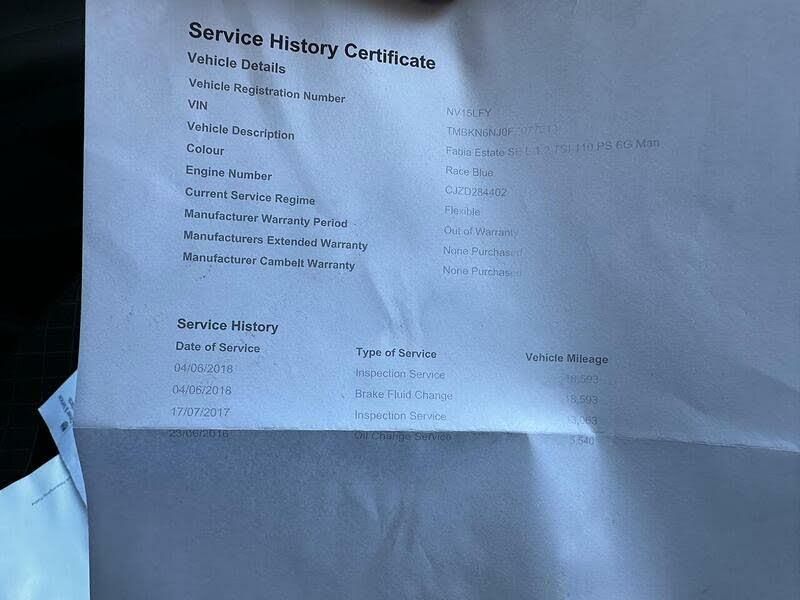 Service History Certificate
Vehicle Details
Vehicle Registration Number NV15LFY
VIN
Vehicle Description Fabia Estate SE L 1.2 TSI 110 PS 6G Man
Colour Race Blue
Engine Number CJZD284402
Current Service Regime Flexible
Manufacturer Warranty Period Out of Warranty
Manufacturers Extended Warranty None Purchased
Manufacturer Cambelt Warranty None Purchased
Service History
Date of Service Type of Service Vehicle Mileage
04/06/2018 Inspection Service 18,593
04/06/2018 Brake Fluid Change 18,593
17/07/2017 Inspection Service
23/06/2016 Oil Change Service